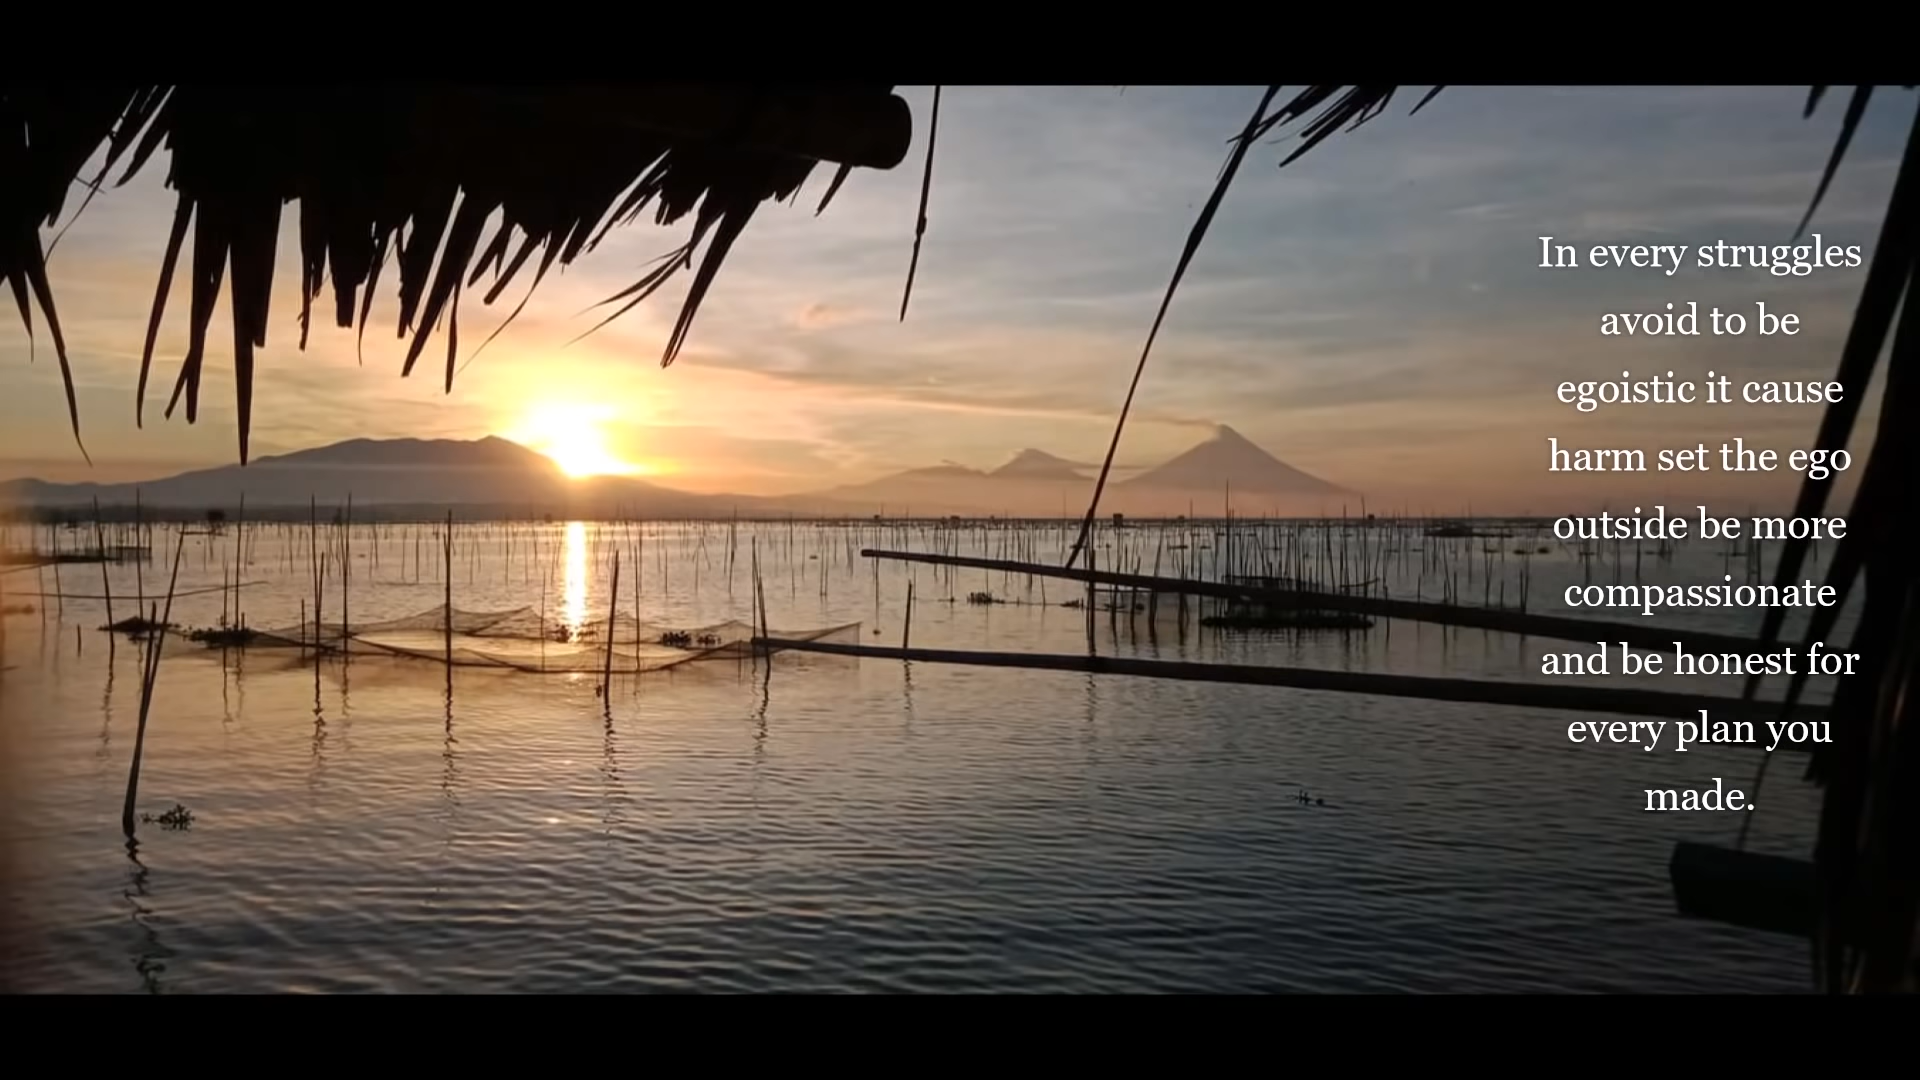 In every struggles
avoid to be
egoistic it cause
harm set the ego
outside be more
compassionate
and be honest for
every plan you
made.